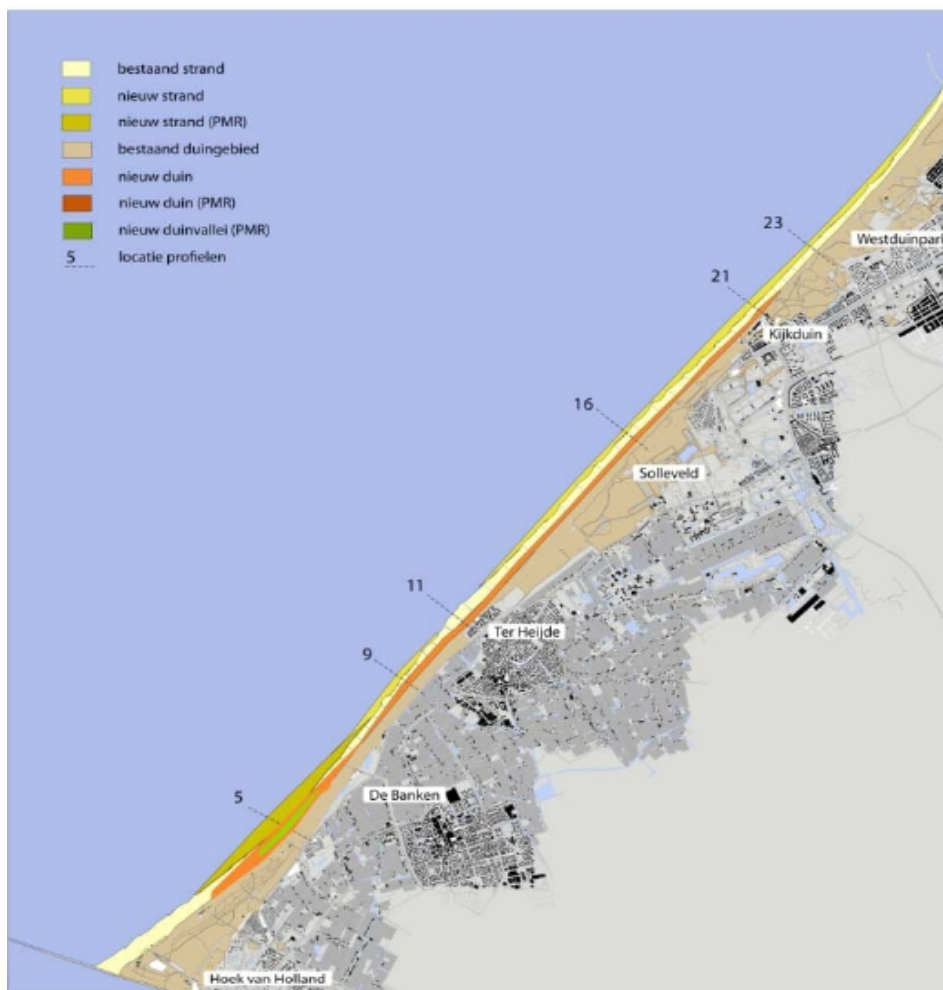 bestaand strand
nieuw strand
nieuw strand (PMR)
bestaand duingebied
nieuw duin
nieuw duin (PMR)
nieuw duinvallei (PMR)
5 locatie profielen
23
Westduinpark
21
Kijkduin
16
Solleveld
11
Ter Heijde
9
De Banken
5
Hoek van Holland